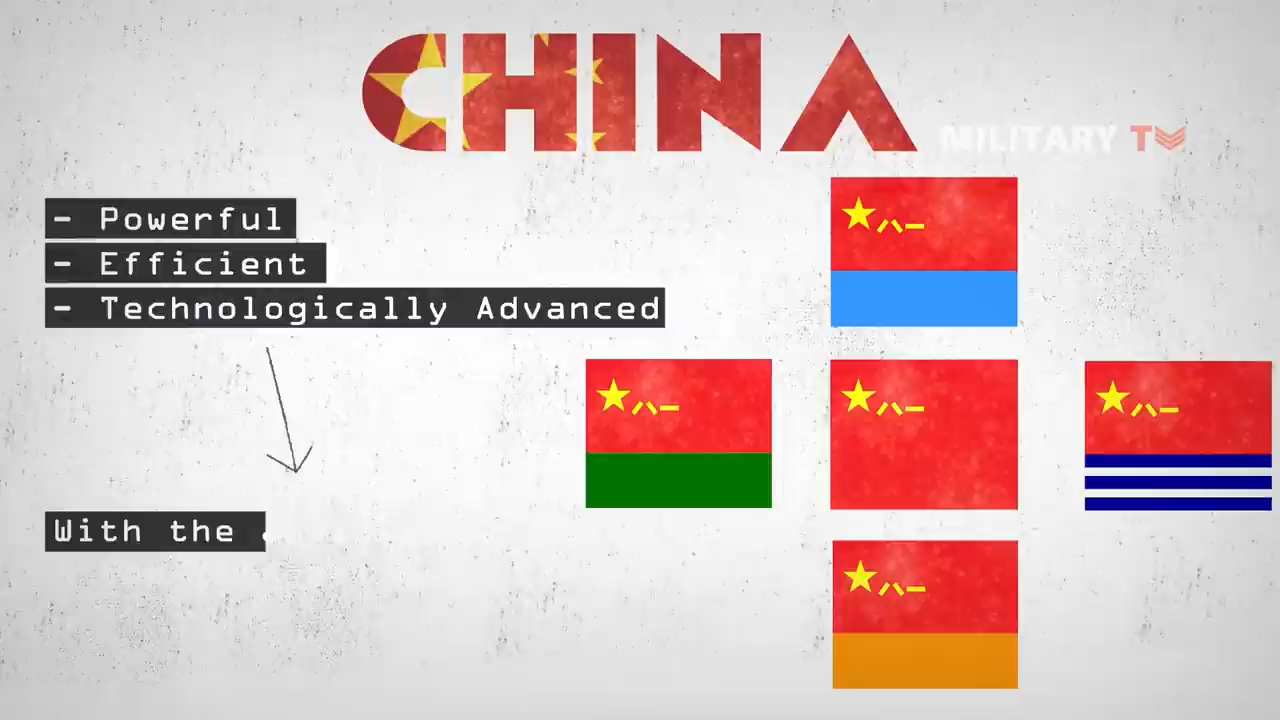 CHINA
MILITARY TV
- Powerful
- Efficient
- Technologically Advanced
With the
八一
八一
八一
八一
八一